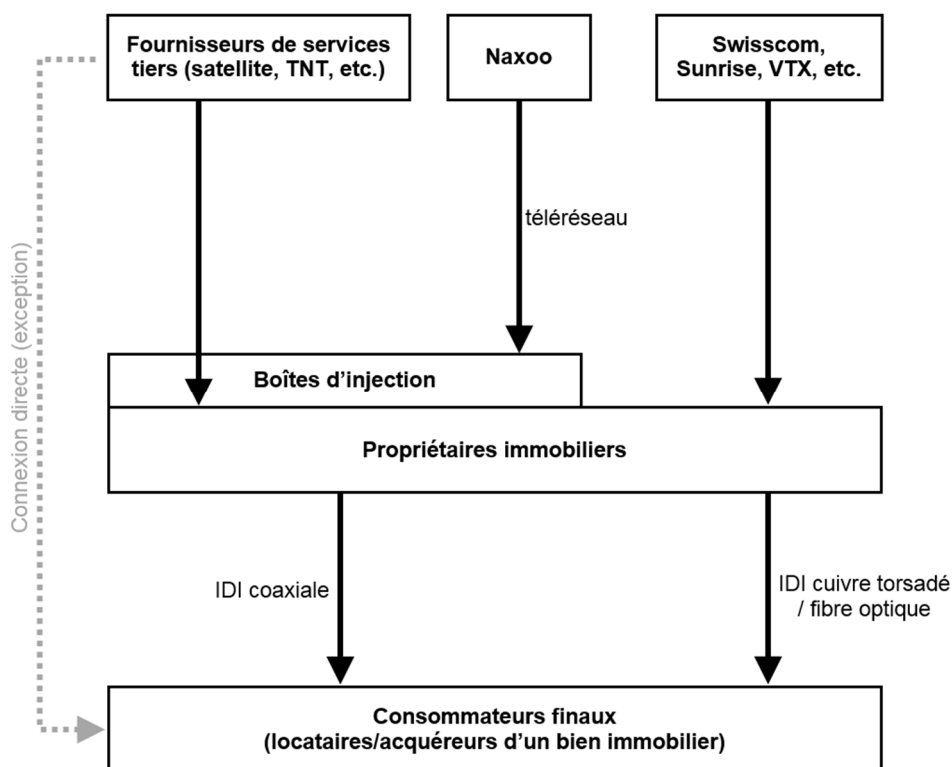 Fournisseurs de services
tiers (satellite, TNT, etc.)
Naxoo
Swisscom,
Sunrise, VTX, etc.
téléréseau
Connexion directe (exception)
Boîtes d’injection
Propriétaires immobiliers
IDI coaxiale
IDI cuivre torsadé
/ fibre optique
Consommateurs finaux
(locataires/acquéreurs d’un bien immobilier)